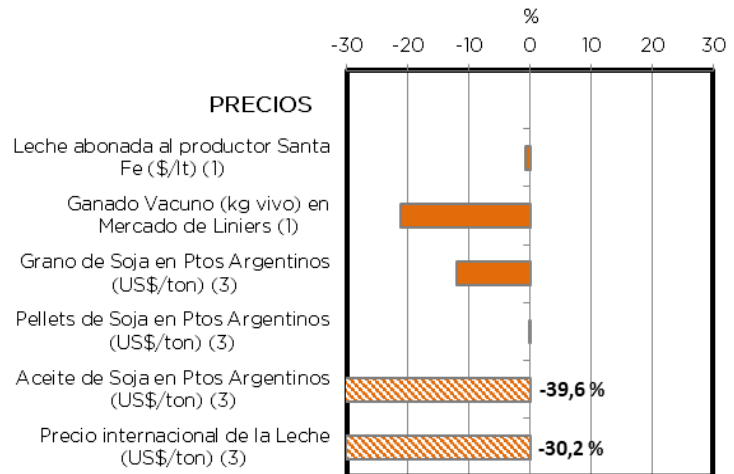 %
-30 -20 -10 0 10 20 30
PRECIOS
Leche abonada al productor Santa
Fe ($/lt) (1)
Ganado Vacuno (kg vivo) en
Mercado de Liniers (1)
Grano de Soja en Ptos Argentinos
(US$/ton) (3)
Pellets de Soja en Ptos Argentinos
(US$/ton) (3)
Aceite de Soja en Ptos Argentinos
(US$/ton) (3)
-39,6 %
Precio internacional de la Leche
(US$/ton) (3)
-30,2 %